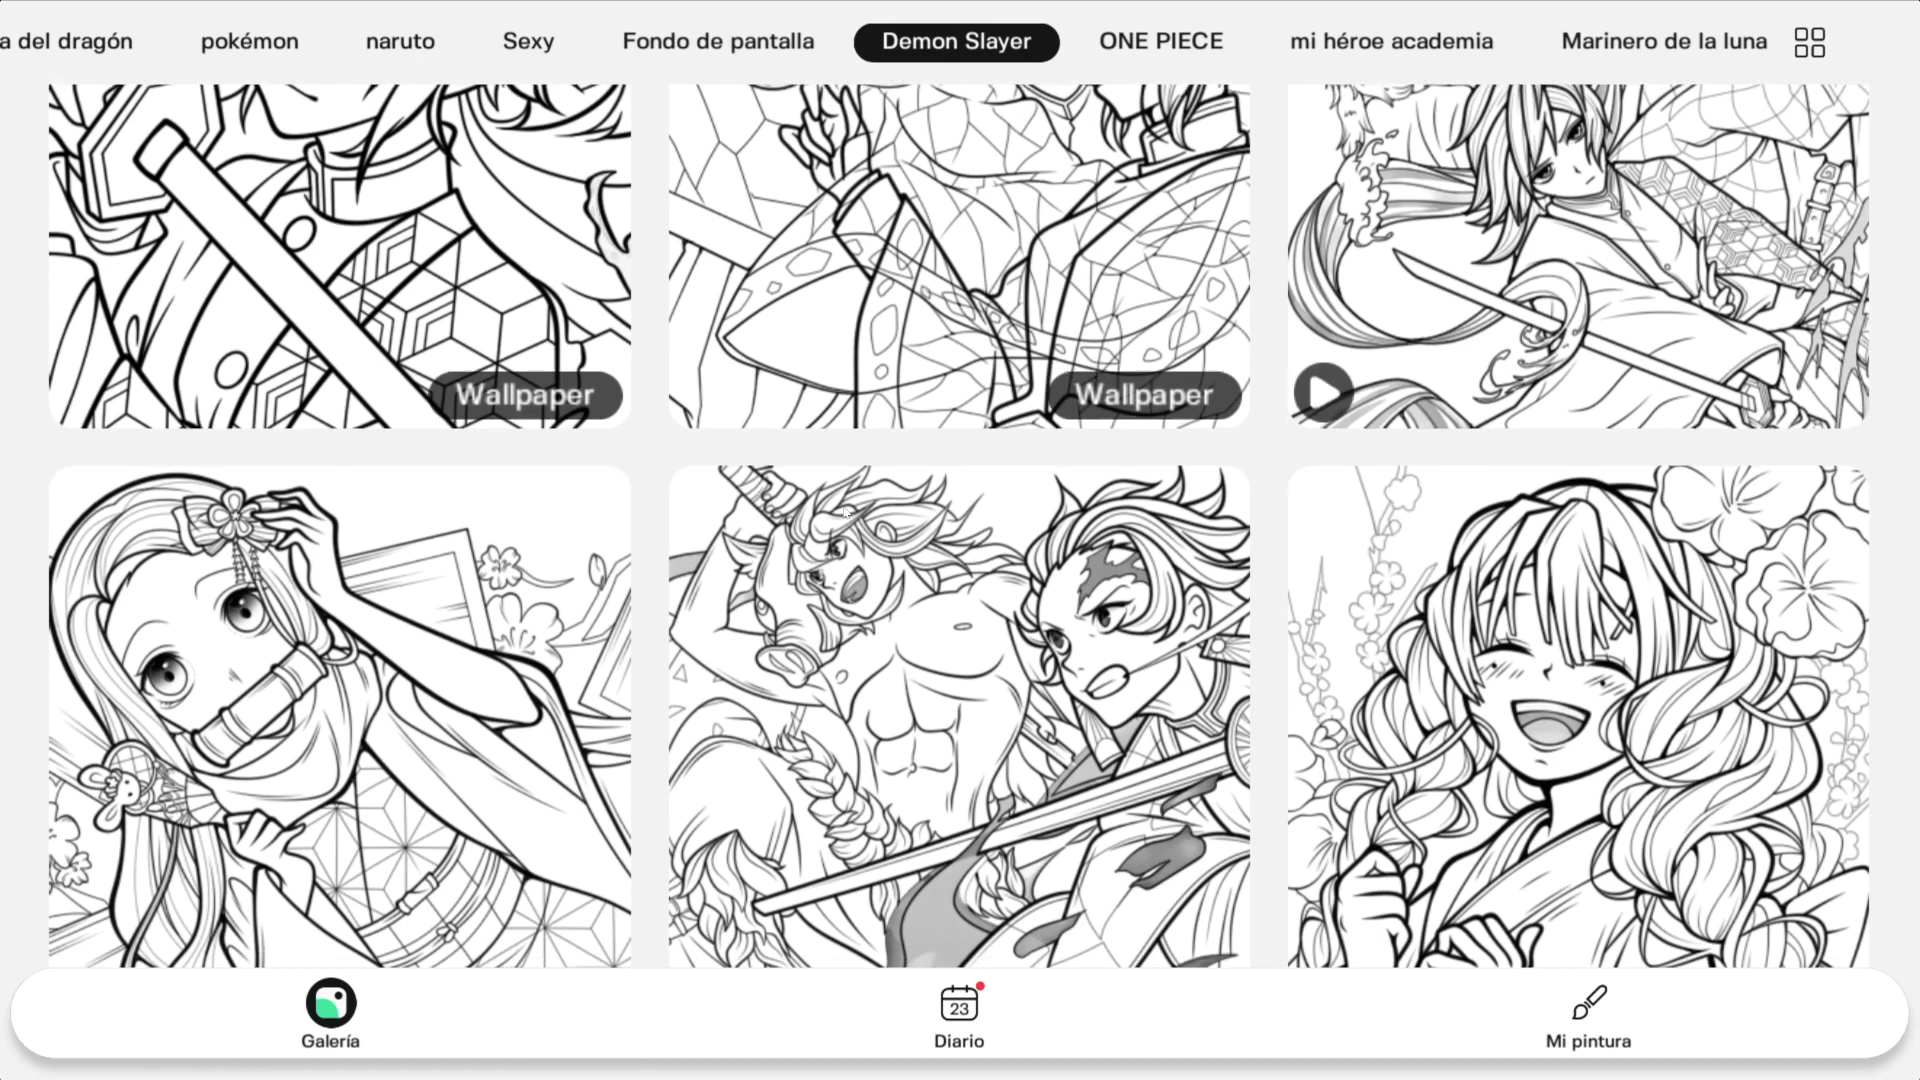 a del dragón pokémon naruto Sexy Fondo de pantalla Demon Slayer ONE PIECE mi héroe academia Marinero de la luna
Wallpaper Wallpaper
23
Galería Diario Mi pintura